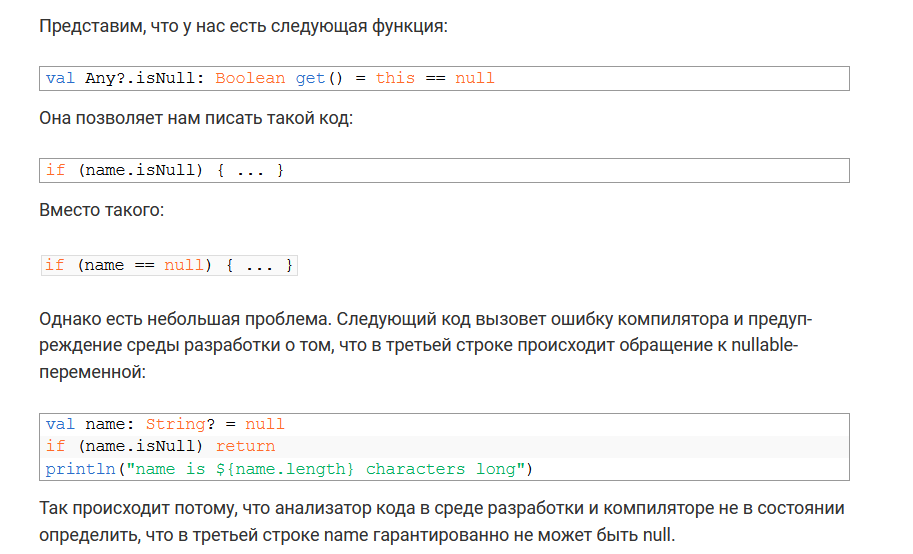 Представим, что у нас есть следующая функция:
val Any?.isNull: Boolean get() = this == null
Она позволяет нам писать такой код:
if (name.isNull) { ... }
Вместо такого:
if (name == null) { ... }
Однако есть небольшая проблема. Следующий код вызовет ошибку компилятора и предуп-
реждение среды разработки о том, что в третьей строке происходит обращение к nullable-
переменной:
val name: String? = null
if (name.isNull) return
println("name is ${name.length} characters long")
Так происходит потому, что анализатор кода в среде разработки и компиляторе не в состоянии
определить, что в третьей строке name гарантированно не может быть null.